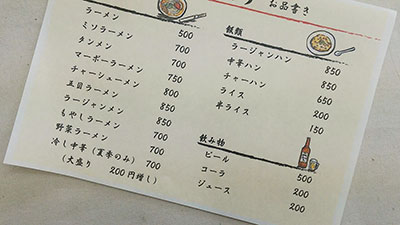 お品書き
ラーメン 500
ミソラーメン 700
タンメン 700
マーボーラーメン 700
チャーシューメン 750
五目ラーメン 850
ラージャンメン 850
もやしラーメン 700
野菜ラーメン 700
冷し中華(夏季のみ) 700
(大盛り 200円増し)
飯類
ラージャンハン 850
中華ハン 850
チャーハン 650
ライス 200
半ライス 150
飲み物
ビール 500
コーラ 200
ジュース 200